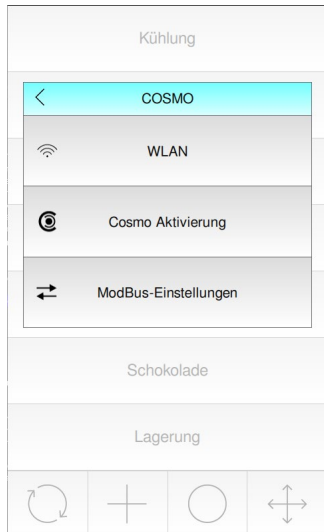 Kühlung
COSMO
WLAN
Cosmo Aktivierung
ModBus-Einstellungen
Schokolade
Lagerung